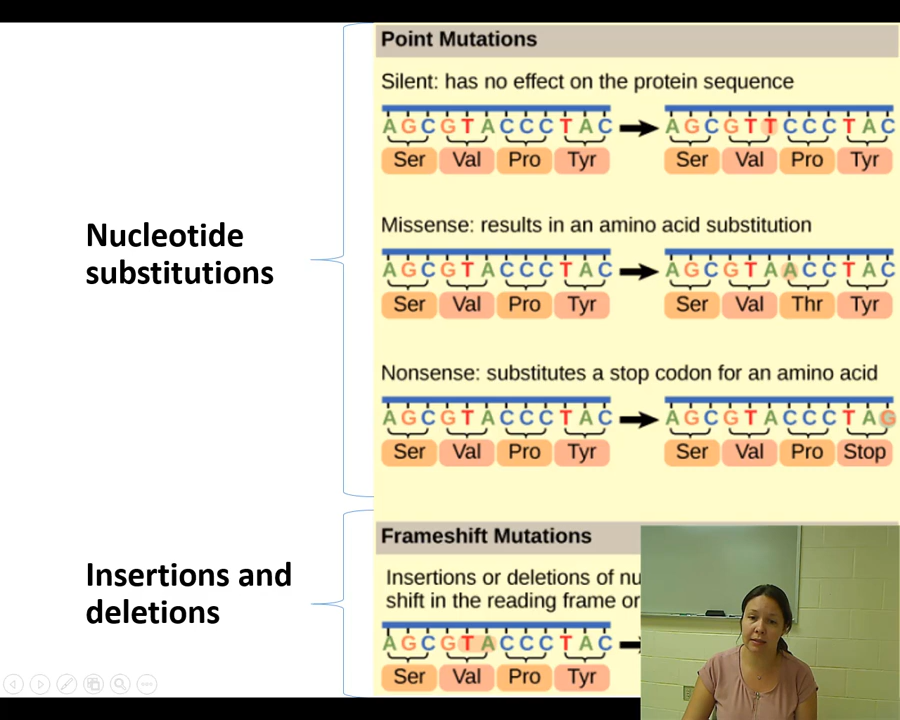 Point Mutations
Silent: has no effect on the protein sequence
AGCGTACCCTAC AGCGTTCCCTAC
Ser Val Pro Tyr Ser Val Pro Tyr
Nucleotide
substitutions
Missense: results in an amino acid substitution
AGCGTACCCTAC AGCGTAACCTAC
Ser Val Pro Tyr Ser Val Thr Tyr
Nonsense: substitutes a stop codon for an amino acid
AGCGTACCCTAC AGCGTACCCTAG
Ser Val Pro Tyr Ser Val Pro Stop
Insertions and
deletions
Frameshift Mutations
Insertions or deletions of nu
shift in the reading frame or
AGCGTACCCTAC
Ser Val Pro Tyr